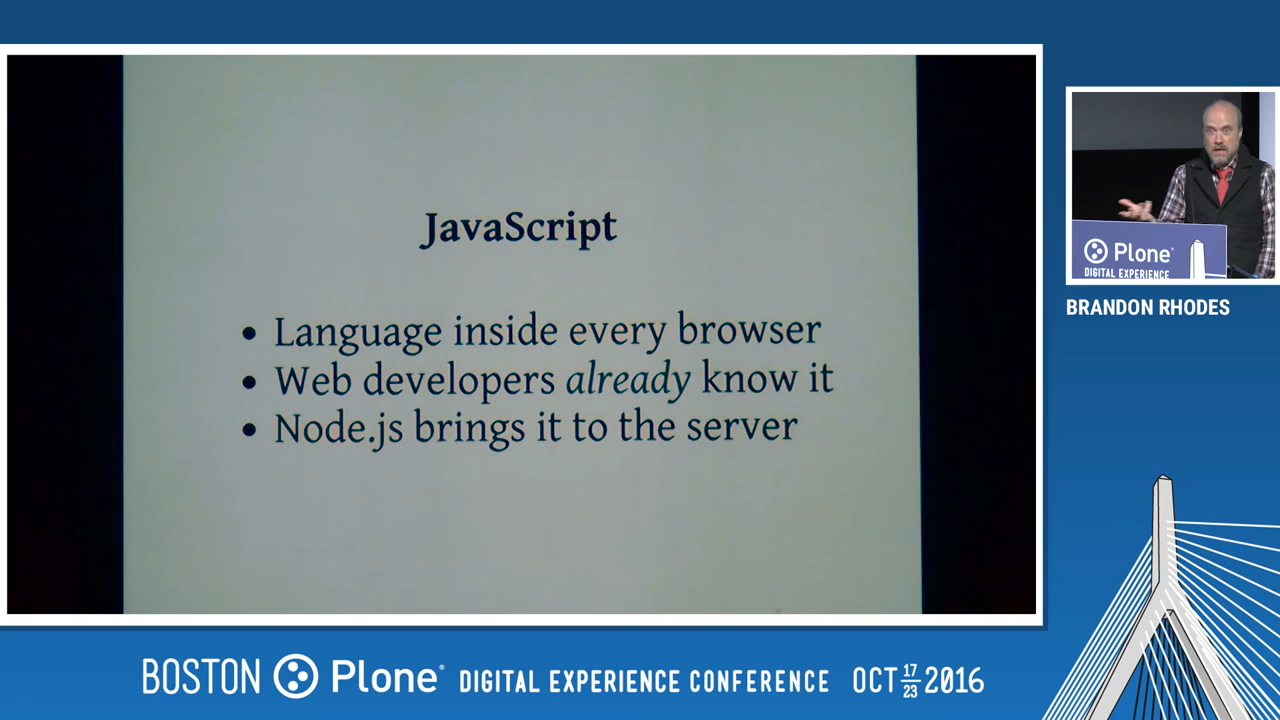 JavaScript
• Language inside every browser
• Web developers already know it
• Node.js brings it to the server
Plone®
DIGITAL EXPERIENCE
BRANDON RHODES
BOSTON Plone® DIGITAL EXPERIENCE CONFERENCE OCT 17 23 2016